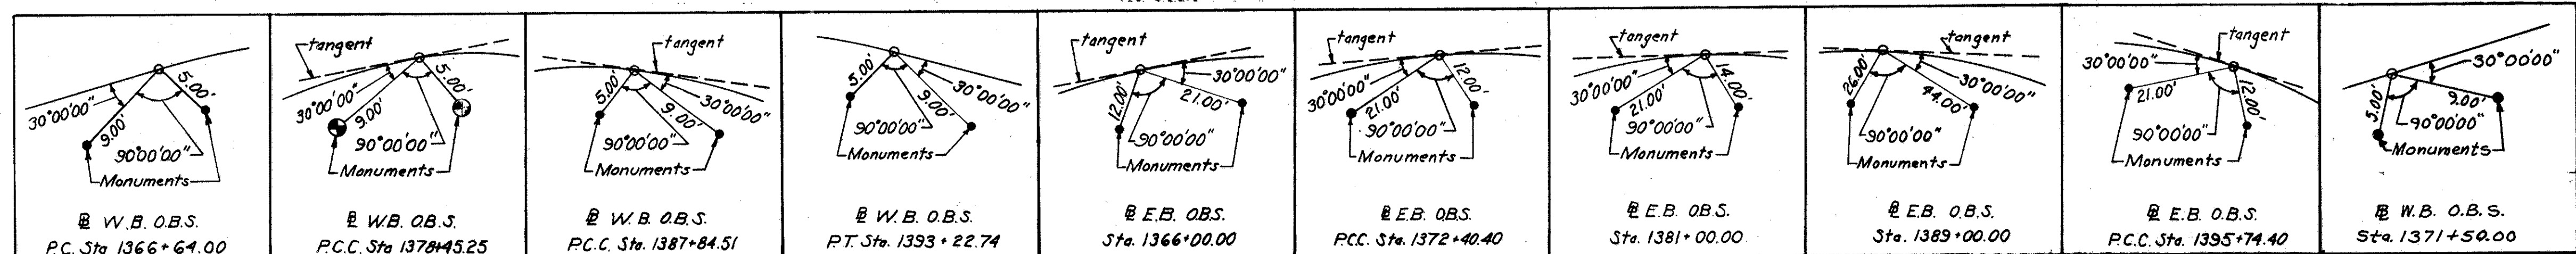 30°00'00"
9.00'
5.00'
90°00'00"
Monuments
W.B. O.B.S.
P.C. Sta 1366+64.00
tangent
30°00'00"
9.00'
5.00'
90°00'00"
Monuments
W.B. O.B.S.
P.C.C. Sta 1378+45.25
tangent
5.00'
9.00'
30°00'00"
90°00'00"
Monuments
W.B. O.B.S.
P.C.C. Sta. 1387+84.51
5.00'
9.00'
30°00'00"
90°00'00"
Monuments
W.B. O.B.S.
P.T. Sta. 1393+22.74
tangent
12.00'
21.00'
30°00'00"
90°00'00"
Monuments
E.B. O.B.S.
Sta. 1366+00.00
tangent
30°00'00"
21.00'
12.00'
90°00'00"
Monuments
E.B. O.B.S.
P.C.C. Sta. 1372+40.40
tangent
30°00'00"
21.00'
14.00'
90°00'00"
Monuments
E.B. O.B.S.
Sta. 1381+00.00
tangent
26.00'
44.00'
30°00'00"
90°00'00"
Monuments
E.B. O.B.S.
Sta. 1389+00.00
tangent
30°00'00"
21.00'
12.00'
90°00'00"
Monuments
E.B. O.B.S.
P.C.C. Sta. 1395+74.40
30°00'00"
5.00'
9.00'
90°00'00"
Monuments
W.B. O.B.S.
Sta. 1371+50.00